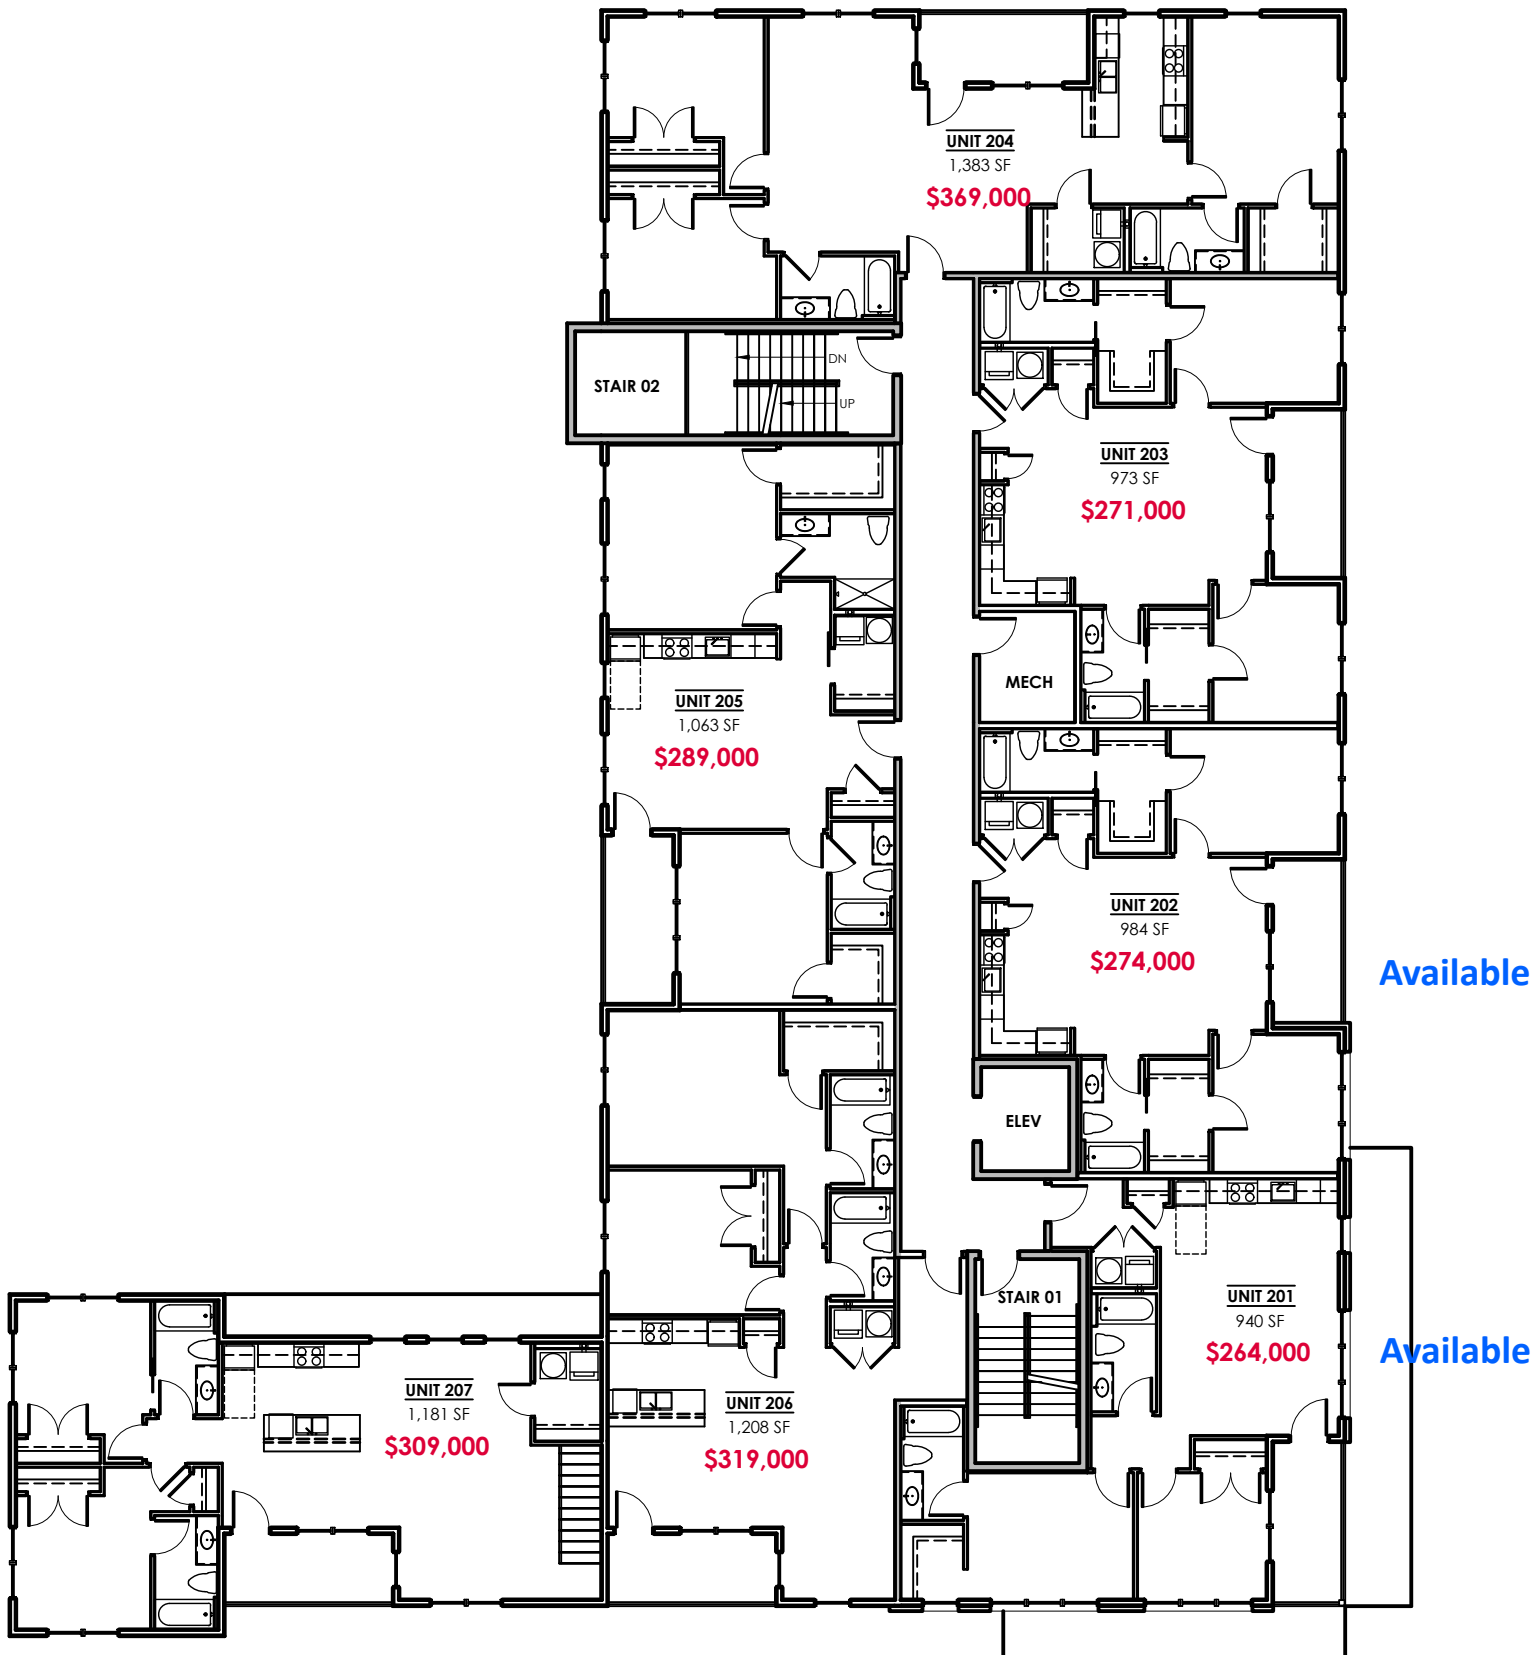 UNIT 204
1,383 SF
$369,000
DN
UP
STAIR 02
UNIT 203
973 SF
$271,000
MECH
UNIT 205
1,063 SF
$289,000
UNIT 202
984 SF
$274,000
Available
ELEV
STAIR 01
UNIT 201
940 SF
$264,000
Available
UNIT 207
1,181 SF
$309,000
UNIT 206
1,208 SF
$319,000